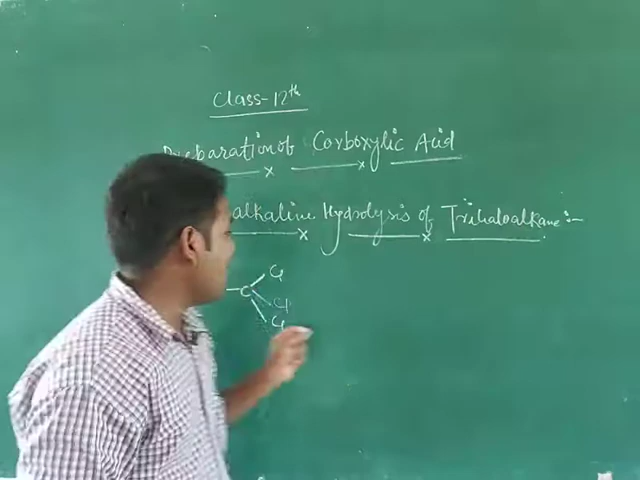 Class-12th
Preparation of Carboxylic Acid
alkaline Hydrolysis of Trihaloalkane :-
Cl
-C Cl
Cl